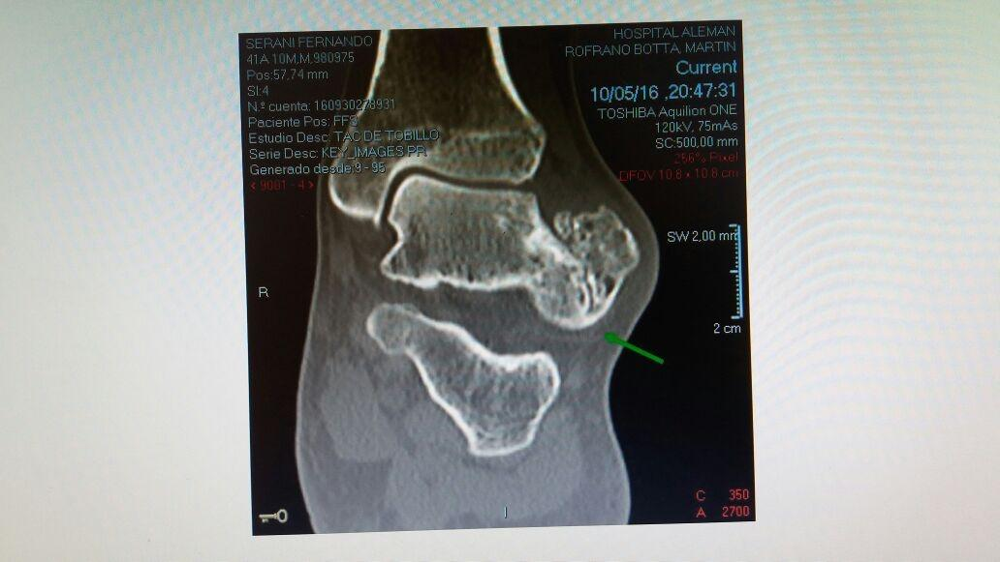 SERANI FERNANDO
41A 10M,M,980975
Pos:57,74 mm
SI:4
N.º cuenta: 160930278931
Paciente Pos: FFS
Estudio Desc: TAC DE TOBILLO
Serie Desc: KEY_IMAGES PR
Generado desde:9 - 95
< 9001 - 4 >
HOSPITAL ALEMAN
ROFRANO BOTTA, MARTIN
Current
10/05/16 ,20:47:31
TOSHIBA Aquilion ONE
120kV, 75mAs
SC:500,00 mm
256% Pixel
DFOV 10.8 x 10.8 cm
SW 2,00 mm
R
2 cm
I
C 350
A 2700